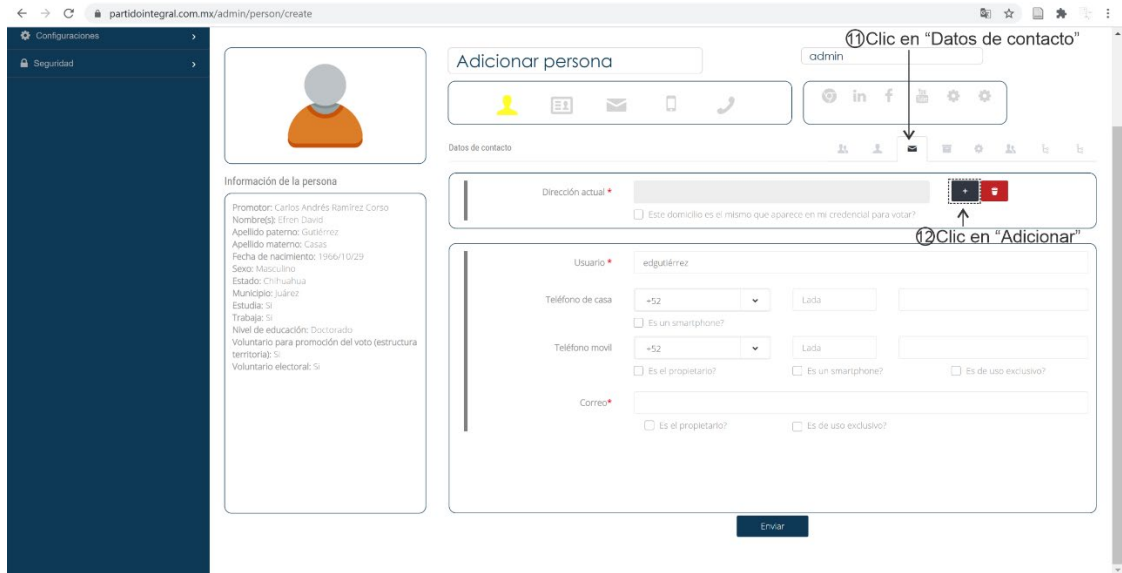 partidointegral.com.mx/admin/person/create
Configuraciones
Seguridad
⑪Clic en “Datos de contacto”
Adicionar persona
admin
Datos de contacto
Información de la persona
Promotor: Carlos Andrés Ramírez Corso
Nombre(s): Efren David
Apellido paterno: Gutiérrez
Apellido materno: Casas
Fecha de nacimiento: 1966/10/29
Sexo: Masculino
Estado: Chihuahua
Municipio: Juárez
Estudia: Si
Trabaja: Si
Nivel de educación: Doctorado
Voluntario para promoción del voto (estructura
territoria): Si
Voluntario electoral: Si
Dirección actual *
+
Este domicilio es el mismo que aparece en mi credencial para votar?
⑫Clic en “Adicionar”
Usuario *
edgutiérrez
Teléfono de casa
+52
Lada
Es un smartphone?
Teléfono movil
+52
Lada
Es el propietario?
Es un smartphone?
Es de uso exclusivo?
Correo*
Es el propietario?
Es de uso exclusivo?
Enviar